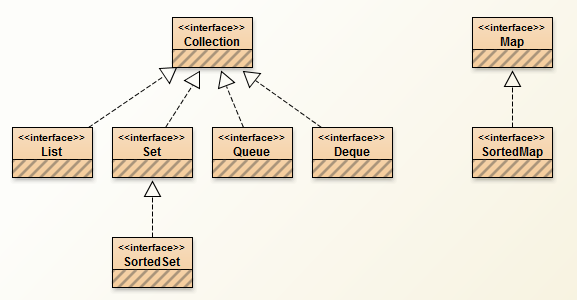 <<interface>>
Collection
<<interface>>
Map
<<interface>>
List
<<interface>>
Set
<<interface>>
Queue
<<interface>>
Deque
<<interface>>
SortedMap
<<interface>>
SortedSet